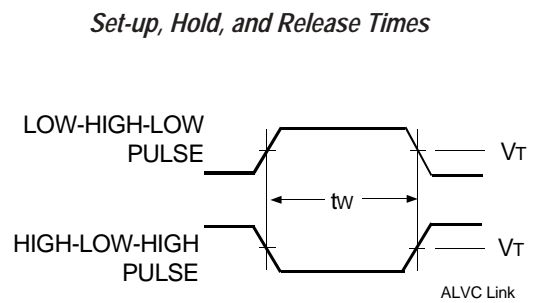 Set-up, Hold, and Release Times
LOW-HIGH-LOW
PULSE
VT
tW
HIGH-LOW-HIGH
PULSE
VT
ALVC Link